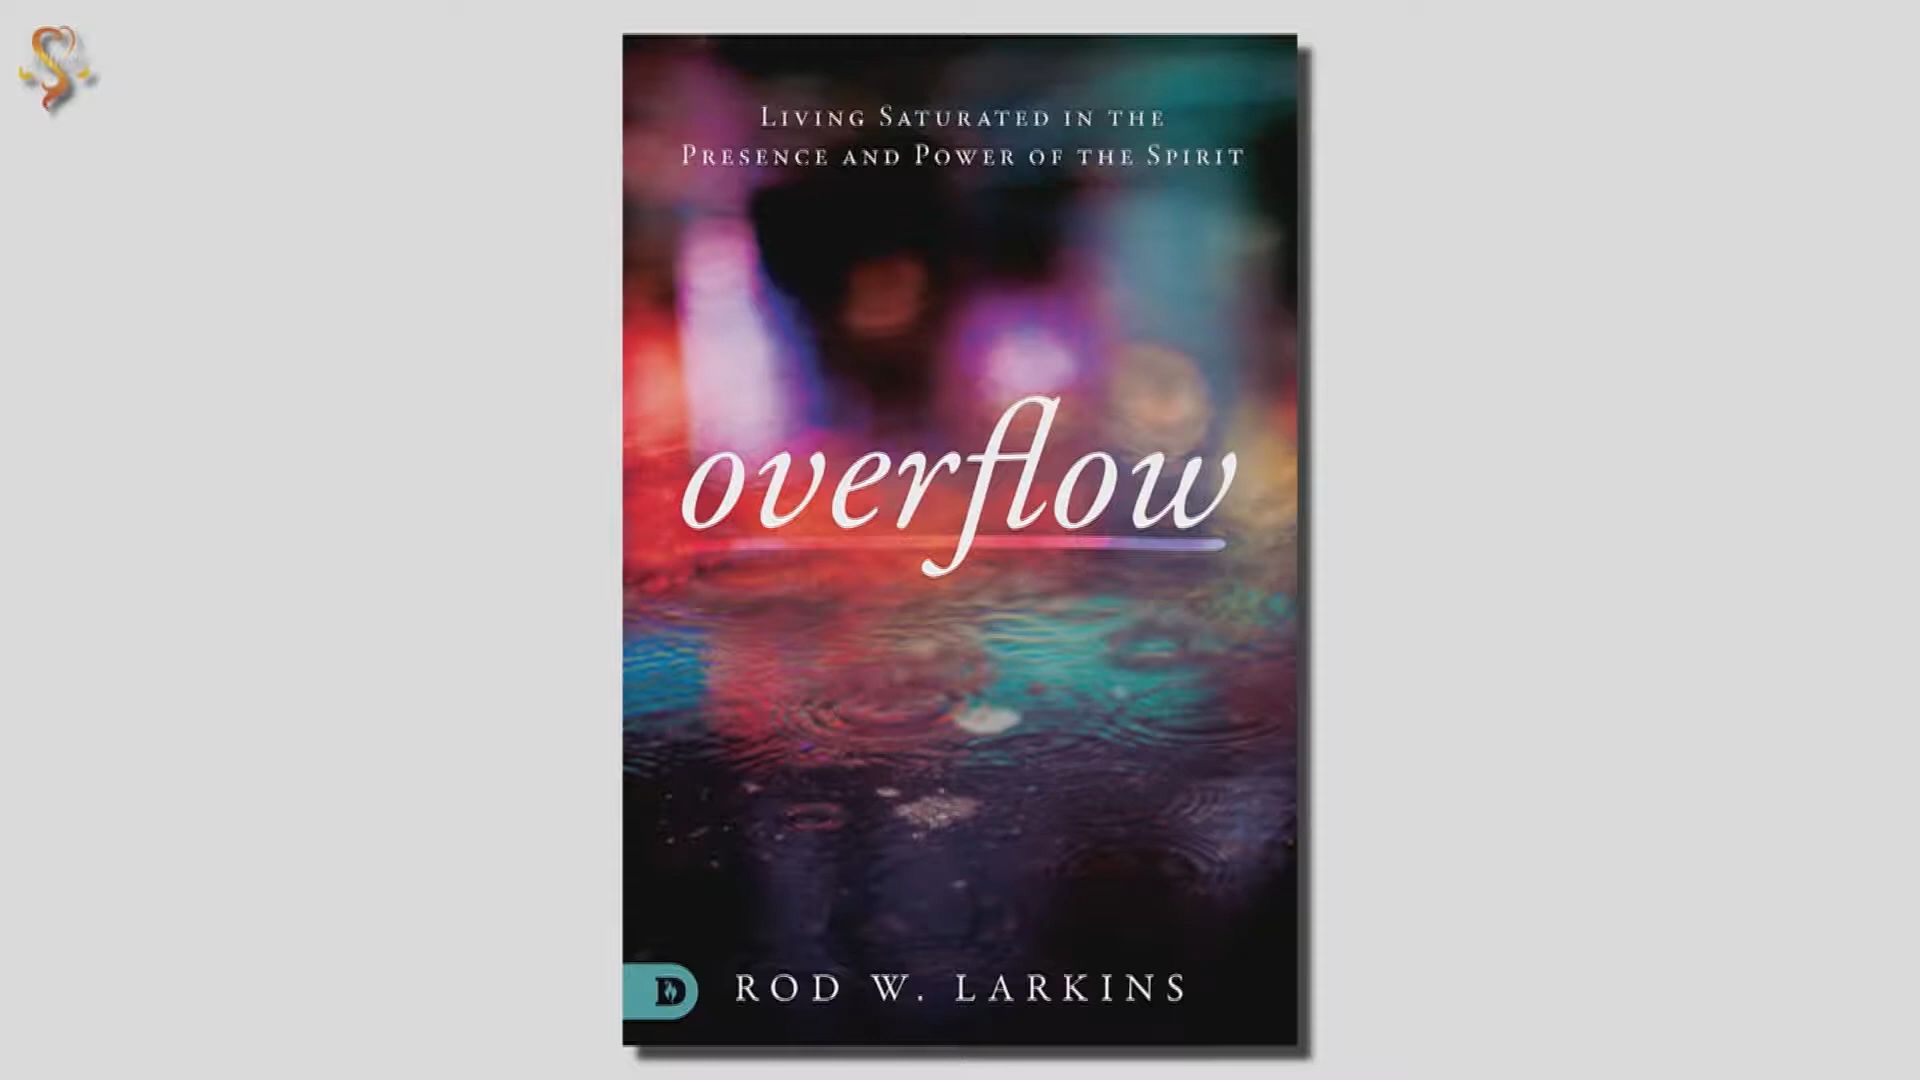 Living Saturated in the
Presence and Power of the Spirit
overflow
D
ROD W. LARKINS